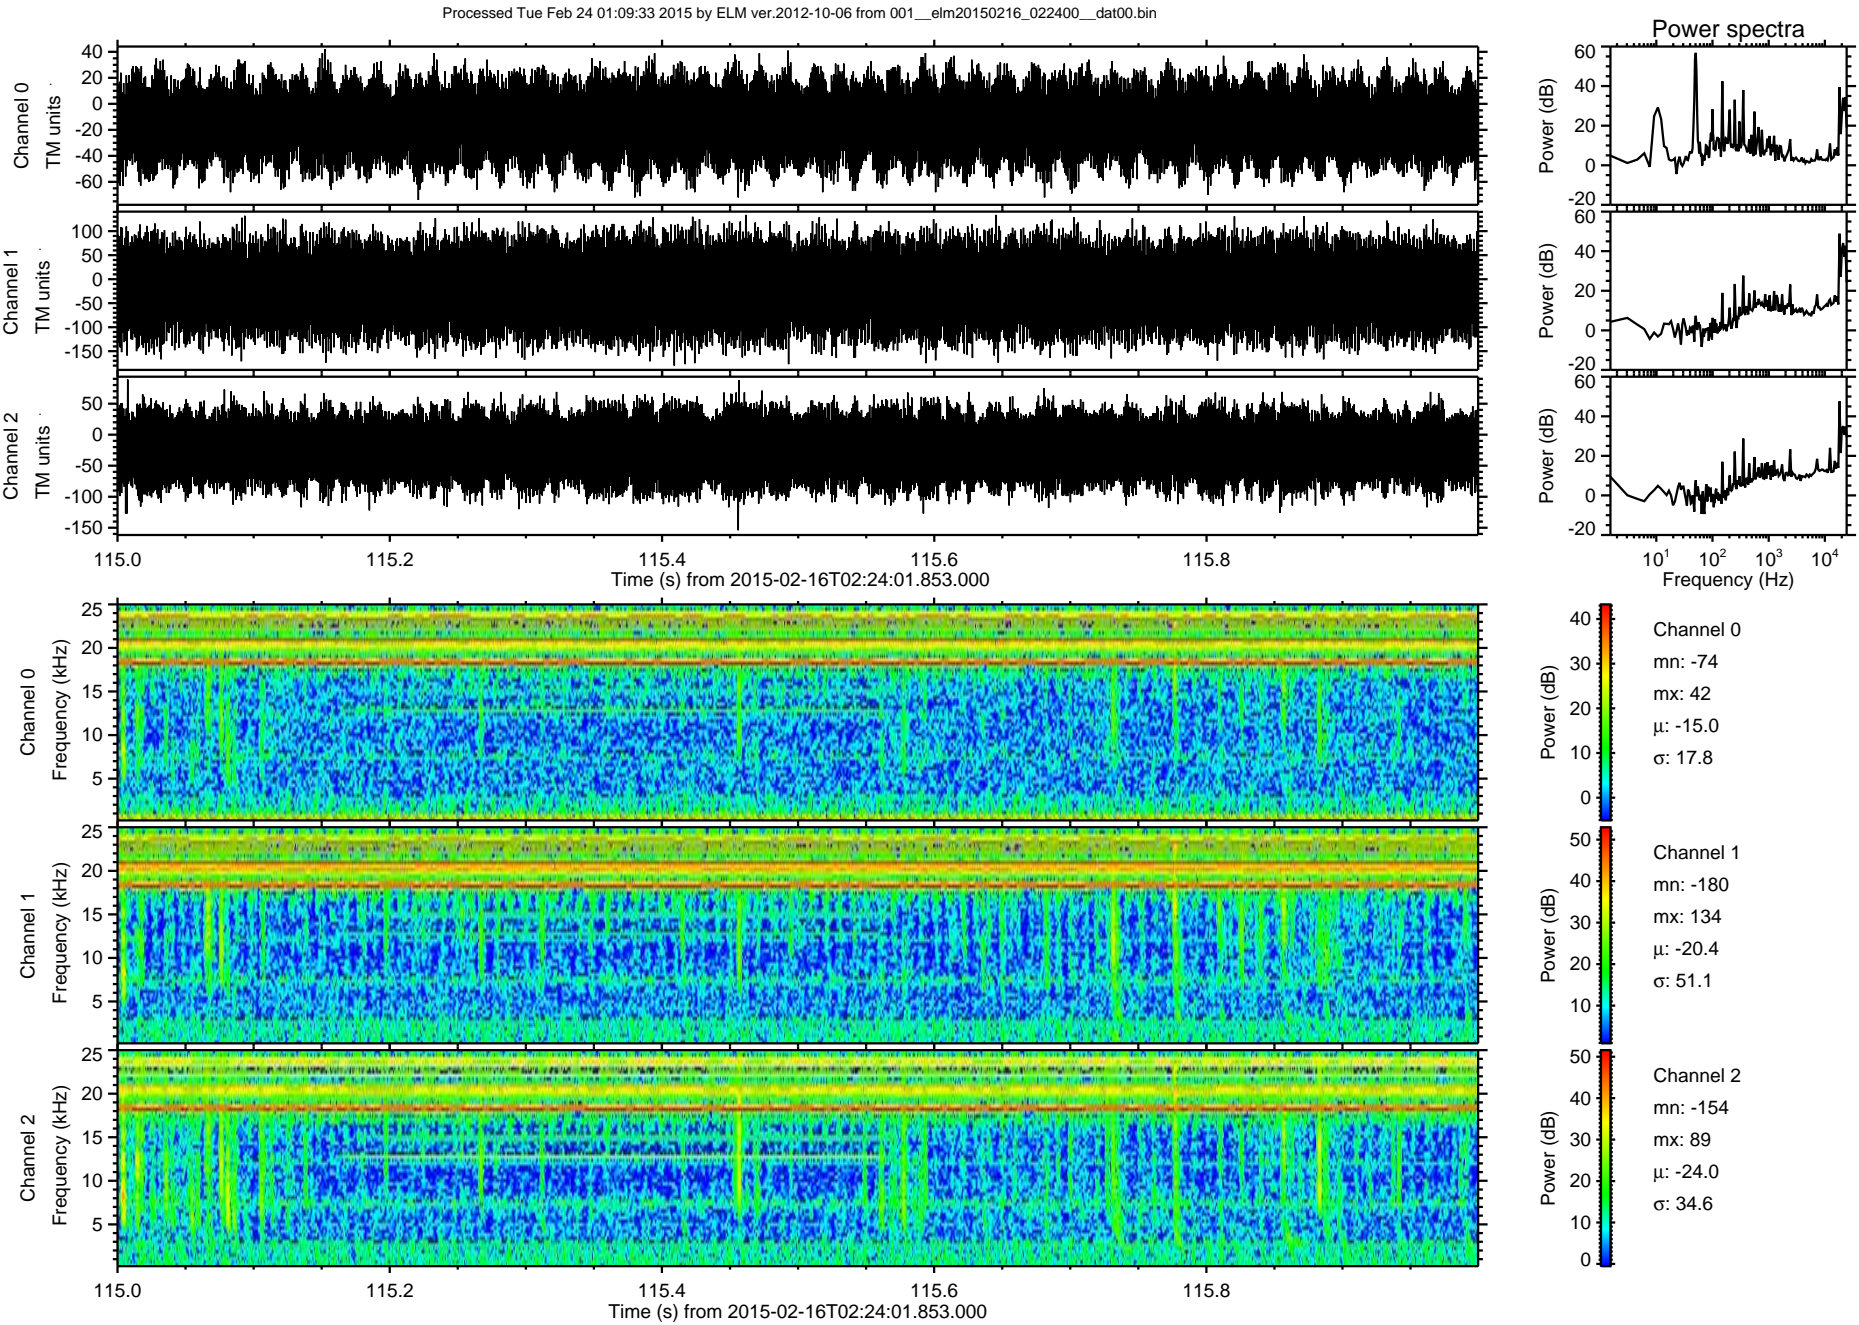 Processed Tue Feb 24 01:09:33 2015 by ELM ver.2012-10-06 from 001__elm20150216_022400__dat00.bin
Power spectra
Channel 0
TM units
40
20
0
-20
-40
-60
Power (dB)
60
40
20
0
-20
Channel 1
TM units
100
50
0
-50
-100
-150
Power (dB)
60
40
20
0
-20
Channel 2
TM units
50
0
-50
-100
-150
Power (dB)
60
40
20
0
-20
115.0 115.2 115.4 115.6 115.8
Time (s) from 2015-02-16T02:24:01.853.000
10¹ 10² 10³ 10⁴
Frequency (Hz)
Channel 0
Frequency (kHz)
25
20
15
10
5
Power (dB)
40
30
20
10
0
Channel 0
mn: -74
mx: 42
μ: -15.0
σ: 17.8
Channel 1
Frequency (kHz)
25
20
15
10
5
Power (dB)
50
40
30
20
10
Channel 1
mn: -180
mx: 134
μ: -20.4
σ: 51.1
Channel 2
Frequency (kHz)
25
20
15
10
5
Power (dB)
50
40
30
20
10
0
Channel 2
mn: -154
mx: 89
μ: -24.0
σ: 34.6
115.0 115.2 115.4 115.6 115.8
Time (s) from 2015-02-16T02:24:01.853.000